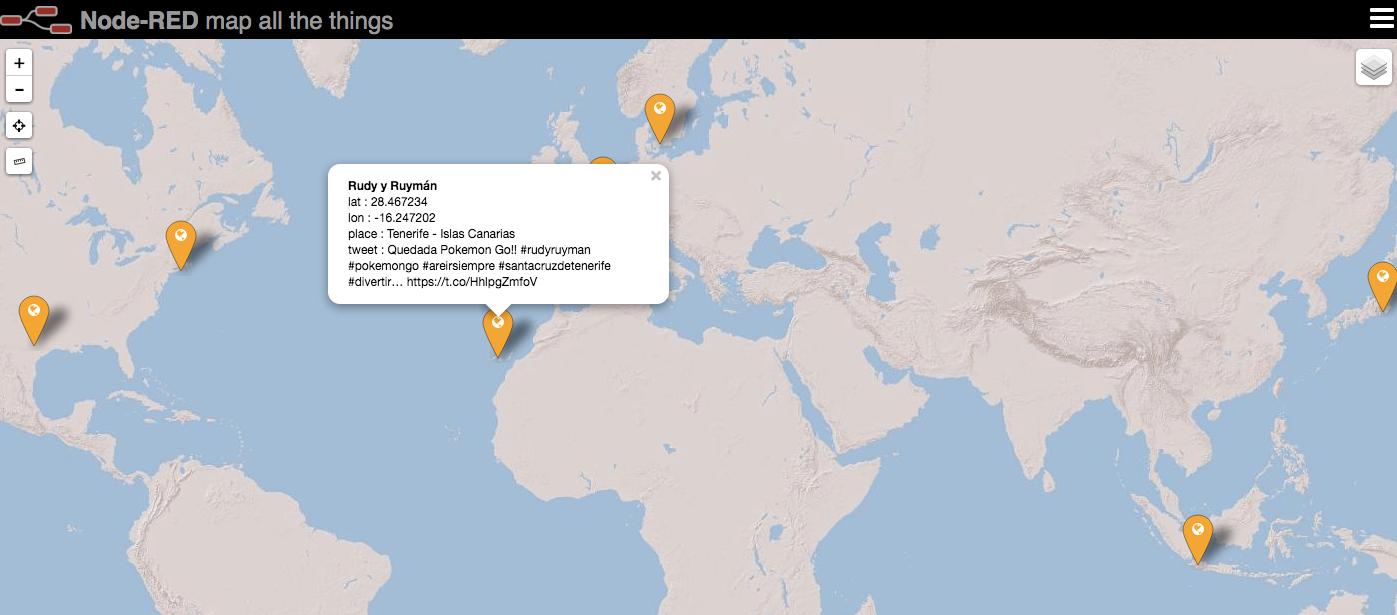 Node-RED map all the things
+
−
×
Rudy y Ruymán
lat : 28.467234
lon : -16.247202
place : Tenerife - Islas Canarias
tweet : Quedada Pokemon Go!! #rudyruyman
#pokemongo #areirsiempre #santacruzdetenerife
#divertir… https://t.co/HhlpgZmfoV